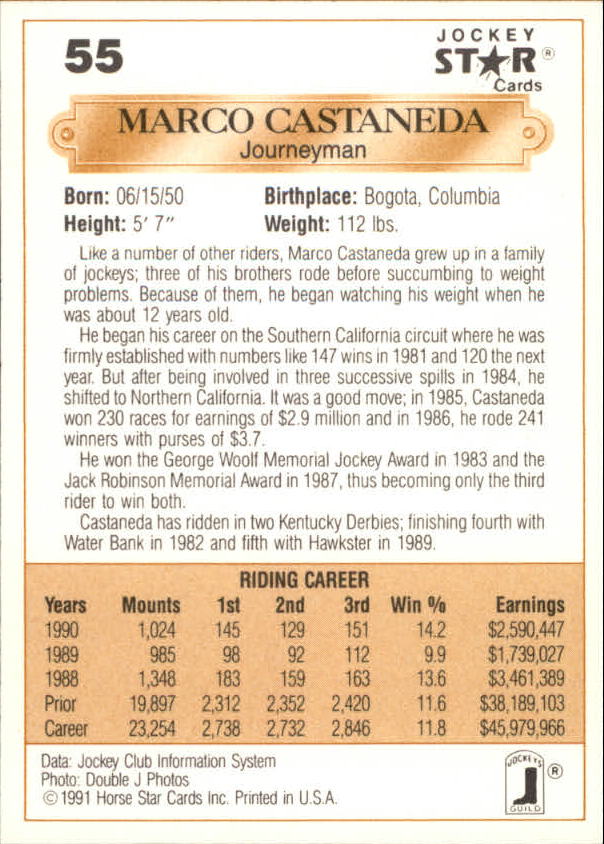 55
JOCKEY
ST★R®
Cards
MARCO CASTANEDA
Journeyman
Born: 06/15/50 Birthplace: Bogota, Columbia
Height: 5' 7" Weight: 112 lbs.
Like a number of other riders, Marco Castaneda grew up in a family
of jockeys; three of his brothers rode before succumbing to weight
problems. Because of them, he began watching his weight when he
was about 12 years old.
He began his career on the Southern California circuit where he was
firmly established with numbers like 147 wins in 1981 and 120 the next
year. But after being involved in three successive spills in 1984, he
shifted to Northern California. It was a good move; in 1985, Castaneda
won 230 races for earnings of $2.9 million and in 1986, he rode 241
winners with purses of $3.7.
He won the George Woolf Memorial Jockey Award in 1983 and the
Jack Robinson Memorial Award in 1987, thus becoming only the third
rider to win both.
Castaneda has ridden in two Kentucky Derbies; finishing fourth with
Water Bank in 1982 and fifth with Hawkster in 1989.
RIDING CAREER
Years Mounts 1st 2nd 3rd Win % Earnings
1990 1,024 145 129 151 14.2 $2,590,447
1989 985 98 92 112 9.9 $1,739,027
1988 1,348 183 159 163 13.6 $3,461,389
Prior 19,897 2,312 2,352 2,420 11.6 $38,189,103
Career 23,254 2,738 2,732 2,846 11.8 $45,979,966
Data: Jockey Club Information System
Photo: Double J Photos
© 1991 Horse Star Cards Inc. Printed in U.S.A.
JOCKEYS'
GUILD
®